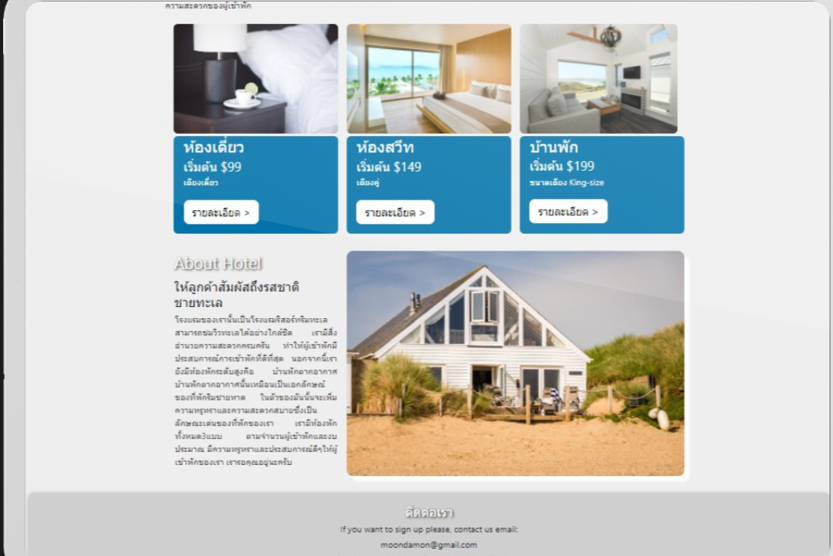 ความสะดวกของผู้เข้าพัก
ห้องเดี่ยว
เริ่มต้น $99
เตียงเดี่ยว
รายละเอียด >
ห้องสวีท
เริ่มต้น $149
เตียงคู่
รายละเอียด >
บ้านพัก
เริ่มต้น $199
ขนาดเตียง King-size
รายละเอียด >
About Hotel
ให้ลูกค้าสัมผัสถึงรสชาติ
ชายทะเล
โรงแรมของเรานั้นเป็นโรงแรมรีสอร์ทริมทะเล
สามารถชมวิวทะเลได้อย่างใกล้ชิด เรามีสิ่ง
อำนวยความสะดวกครบครัน ทำให้ผู้เข้าพักมี
ประสบการณ์การเข้าพักที่ดีที่สุด นอกจากนี้เรา
ยังมีห้องพักระดับสูงคือ บ้านพักตากอากาศ
บ้านพักตากอากาศนั้นเหมือนเป็นเอกลักษณ์
ของที่พักริมชายหาด ในตัวของมันนั้นจะเพิ่ม
ความหรูหราและความสะดวกสบายซึ่งเป็น
ลักษณะเด่นของที่พักของเรา เรามีห้องพัก
ทั้งหมด3แบบ ตามจำนวนผู้เข้าพักและงบ
ประมาณ มีความหรูหราและประสบการณ์ดีๆให้ผู้
เข้าพักของเรา เรารอคุณอยู่นะครับ
ติดต่อเรา
If you want to sign up please, contact us email:
moondamon@gmail.com